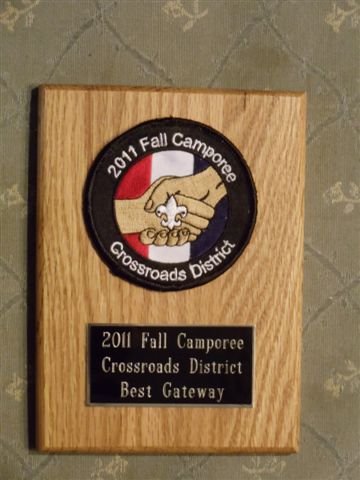 2011 Fall Camporee
Crossroads District
2011 Fall Camporee
Crossroads District
Best Gateway